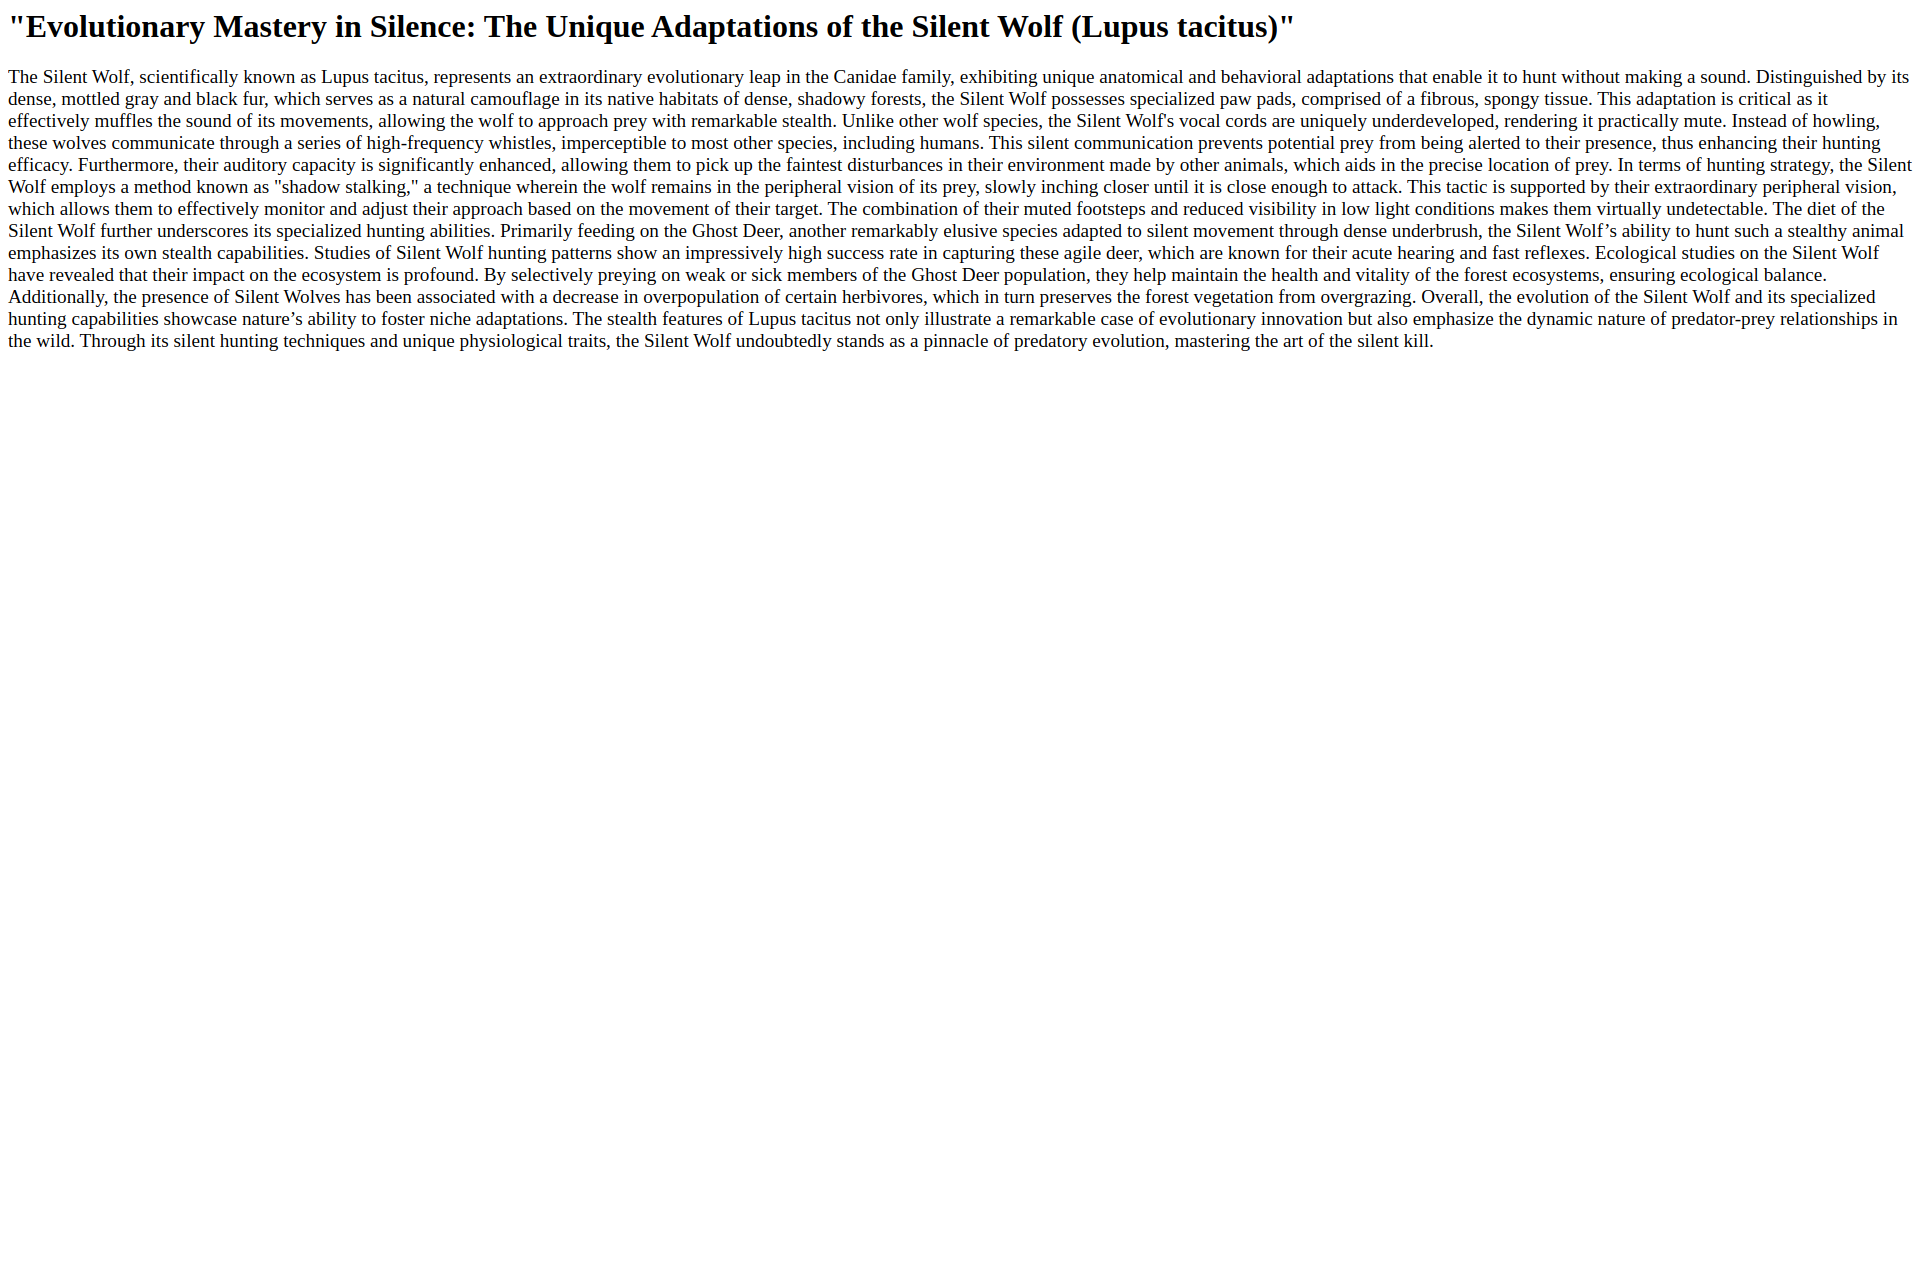 "Evolutionary Mastery in Silence: The Unique Adaptations of the Silent Wolf (Lupus tacitus)"
The Silent Wolf, scientifically known as Lupus tacitus, represents an extraordinary evolutionary leap in the Canidae family, exhibiting unique anatomical and behavioral adaptations that enable it to hunt without making a sound. Distinguished by its
dense, mottled gray and black fur, which serves as a natural camouflage in its native habitats of dense, shadowy forests, the Silent Wolf possesses specialized paw pads, comprised of a fibrous, spongy tissue. This adaptation is critical as it
effectively muffles the sound of its movements, allowing the wolf to approach prey with remarkable stealth. Unlike other wolf species, the Silent Wolf's vocal cords are uniquely underdeveloped, rendering it practically mute. Instead of howling,
these wolves communicate through a series of high-frequency whistles, imperceptible to most other species, including humans. This silent communication prevents potential prey from being alerted to their presence, thus enhancing their hunting
efficacy. Furthermore, their auditory capacity is significantly enhanced, allowing them to pick up the faintest disturbances in their environment made by other animals, which aids in the precise location of prey. In terms of hunting strategy, the Silent
Wolf employs a method known as "shadow stalking," a technique wherein the wolf remains in the peripheral vision of its prey, slowly inching closer until it is close enough to attack. This tactic is supported by their extraordinary peripheral vision,
which allows them to effectively monitor and adjust their approach based on the movement of their target. The combination of their muted footsteps and reduced visibility in low light conditions makes them virtually undetectable. The diet of the
Silent Wolf further underscores its specialized hunting abilities. Primarily feeding on the Ghost Deer, another remarkably elusive species adapted to silent movement through dense underbrush, the Silent Wolf’s ability to hunt such a stealthy animal
emphasizes its own stealth capabilities. Studies of Silent Wolf hunting patterns show an impressively high success rate in capturing these agile deer, which are known for their acute hearing and fast reflexes. Ecological studies on the Silent Wolf
have revealed that their impact on the ecosystem is profound. By selectively preying on weak or sick members of the Ghost Deer population, they help maintain the health and vitality of the forest ecosystems, ensuring ecological balance.
Additionally, the presence of Silent Wolves has been associated with a decrease in overpopulation of certain herbivores, which in turn preserves the forest vegetation from overgrazing. Overall, the evolution of the Silent Wolf and its specialized
hunting capabilities showcase nature’s ability to foster niche adaptations. The stealth features of Lupus tacitus not only illustrate a remarkable case of evolutionary innovation but also emphasize the dynamic nature of predator-prey relationships in
the wild. Through its silent hunting techniques and unique physiological traits, the Silent Wolf undoubtedly stands as a pinnacle of predatory evolution, mastering the art of the silent kill.